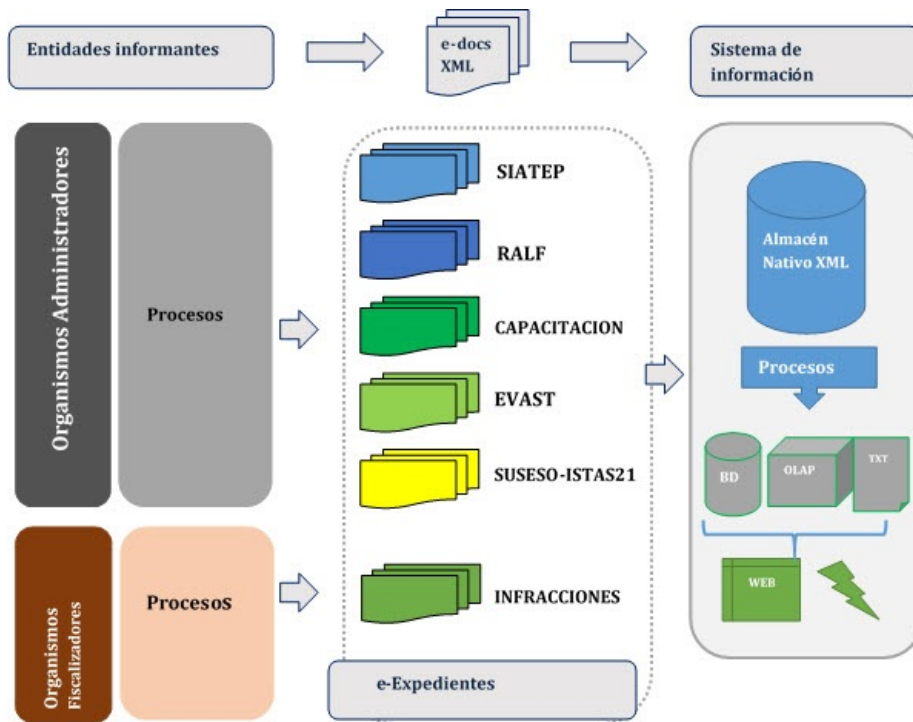 Entidades informantes
e-docs
XML
Sistema de
información
Organismos Administradores
Procesos
SIATEP
RALF
CAPACITACION
EVAST
SUSESO-ISTAS21
Almacén
Nativo XML
Procesos
BD
OLAP
TXT
WEB
Organismos
Fiscalizadores
Procesos
INFRACCIONES
e-Expedientes